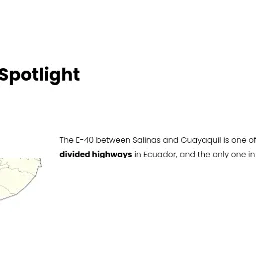 Spotlight
The E-40 between Salinas and Guayaquil is one of
divided highways in Ecuador, and the only one in